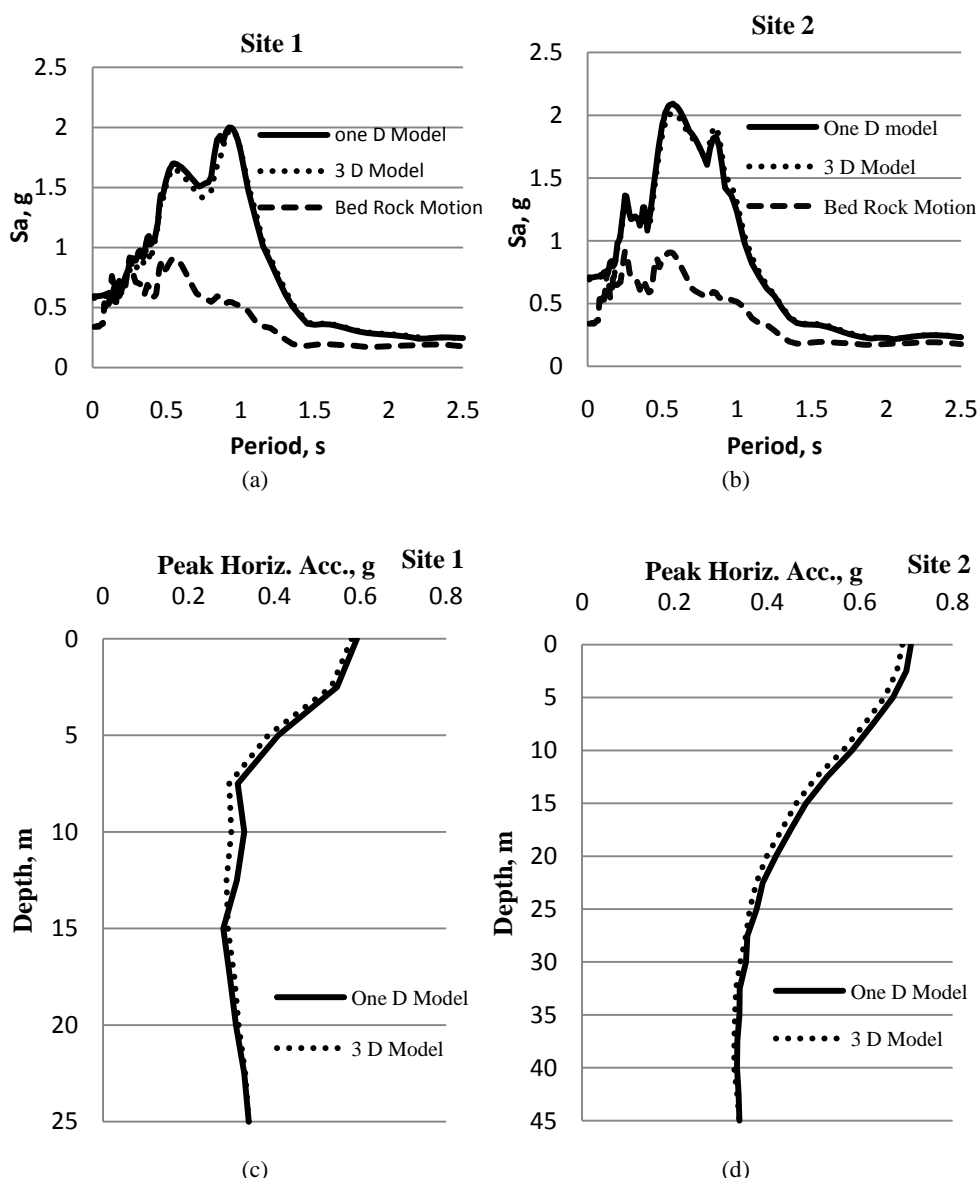 Site 1
2.5
2
1.5
1
0.5
0
Sa, g
one D Model
3 D Model
Bed Rock Motion
0 0.5 1 1.5 2 2.5
Period, s
(a)
Site 2
2.5
2
1.5
1
0.5
0
Sa, g
One D model
3 D Model
Bed Rock Motion
0 0.5 1 1.5 2 2.5
Period, s
(b)
Site 1
Peak Horiz. Acc., g
0 0.2 0.4 0.6 0.8
0
5
10
15
20
25
Depth, m
One D Model
3 D Model
(c)
Site 2
Peak Horiz. Acc., g
0 0.2 0.4 0.6 0.8
0
5
10
15
20
25
30
35
40
45
Depth, m
One D Model
3 D Model
(d)